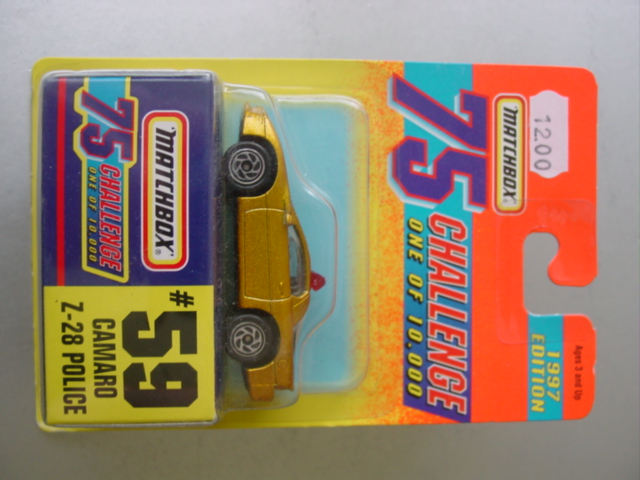 12.00
MATCHBOX®
75
CHALLENGE
ONE OF 10,000
1997
EDITION
Ages 3 and Up
MATCHBOX®
75
CHALLENGE
ONE OF 10,000
#59
CAMARO
Z-28 POLICE